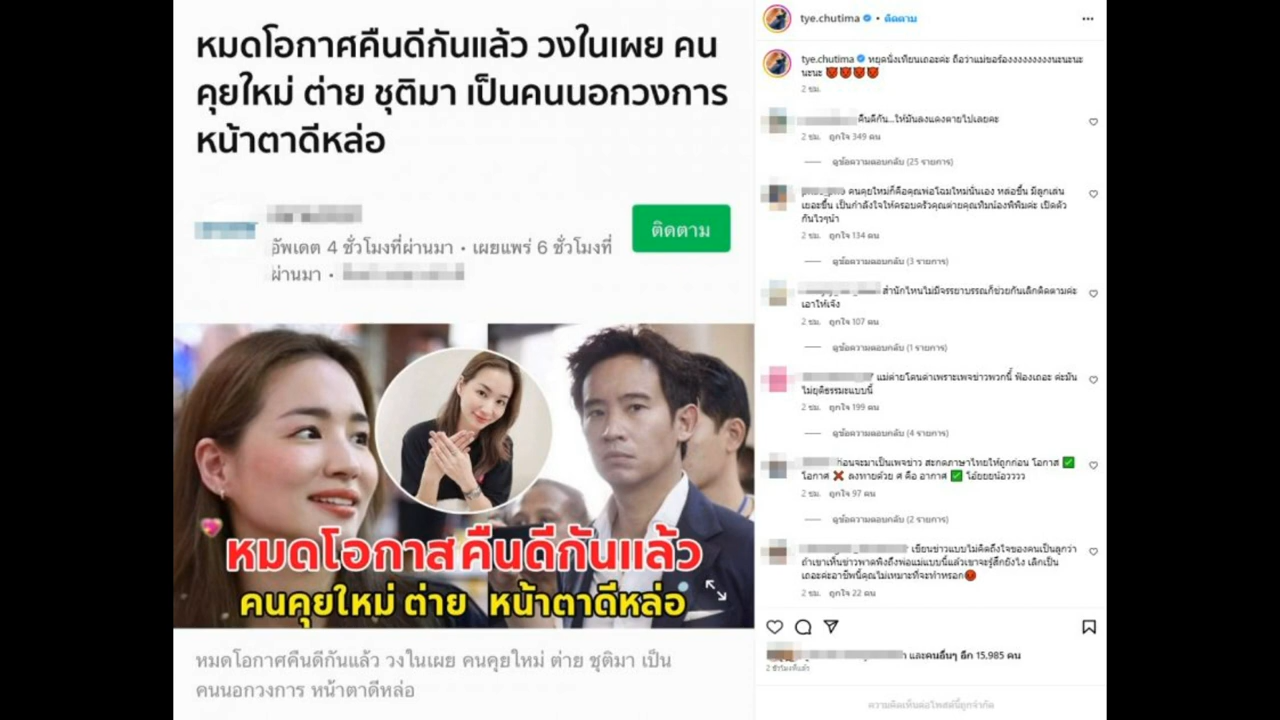 หมดโอกาศคืนดีกันแล้ว วงในเผย คน
คุยใหม่ ต่าย ชุติมา เป็นคนนอกวงการ
หน้าตาดีหล่อ
อัพเดต 4 ชั่วโมงที่ผ่านมา • เผยแพร่ 6 ชั่วโมงที่
ผ่านมา •
ติดตาม
หมดโอกาสคืนดีกันแล้ว
คนคุยใหม่ ต่าย หน้าตาดีหล่อ
หมดโอกาศคืนดีกันแล้ว วงในเผย คนคุยใหม่ ต่าย ชุติมา เป็น
คนนอกวงการ หน้าตาดีหล่อ
tye.chutima • ติดตาม
tye.chutima หยุดนั่งเทียนเถอะค่ะ ถือว่าแม่ขอร้องงงงงงงงงนะนะนะ
นะนะ
2 ชม.
คืนดีกัน...ให้มันลงแดงตายไปเลยคะ
2 ชม. ถูกใจ 349 คน
ดูข้อความตอบกลับ (25 รายการ)
คนคุยใหม่ก็คือคุณพ่อโฉมใหม่นั่นเอง หล่อขึ้น มีลูกเล่น
เยอะขึ้น เป็นกำลังใจให้ครอบครัวคุณต่ายคุณทิมน้องพิพิมค่ะ เปิดตัว
กันไวๆน้า
2 ชม. ถูกใจ 134 คน
ดูข้อความตอบกลับ (3 รายการ)
สำนักไหนไม่มีจรรยาบรรณก็ช่วยกันเลิกติดตามค่ะ
เอาให้เจ๊ง
2 ชม. ถูกใจ 107 คน
ดูข้อความตอบกลับ (1 รายการ)
แม่ต่ายโดนด่าเพราะเพจข่าวพวกนี้ ฟ้องเถอะ ค่ะมัน
ไม่ยุติธรรมะแบบนี้
2 ชม. ถูกใจ 199 คน
ดูข้อความตอบกลับ (4 รายการ)
ก่อนจะมาเป็นเพจข่าว สะกดภาษาไทยให้ถูกก่อน โอกาส ✅
โอกาศ ❌ ลงท้ายด้วย ศ คือ อากาศ ✅ โอ้ยยยน้อวววว
2 ชม. ถูกใจ 97 คน
ดูข้อความตอบกลับ (2 รายการ)
เขียนข่าวแบบไม่คิดถึงใจของคนเป็นลูกว่า
ถ้าเขาเห็นข่าวพาดพิงถึงพ่อแม่แบบนี้แล้วเขาจะรู้สึกยังไง เลิกเป็น
เถอะค่ะอาชีพนี้คุณไม่เหมาะที่จะทำหรอก
2 ชม. ถูกใจ 22 คน
และคนอื่นๆ อีก 15,985 คน
2 ชั่วโมงที่แล้ว
ความคิดเห็นต่อโพสต์นี้ถูกจำกัด